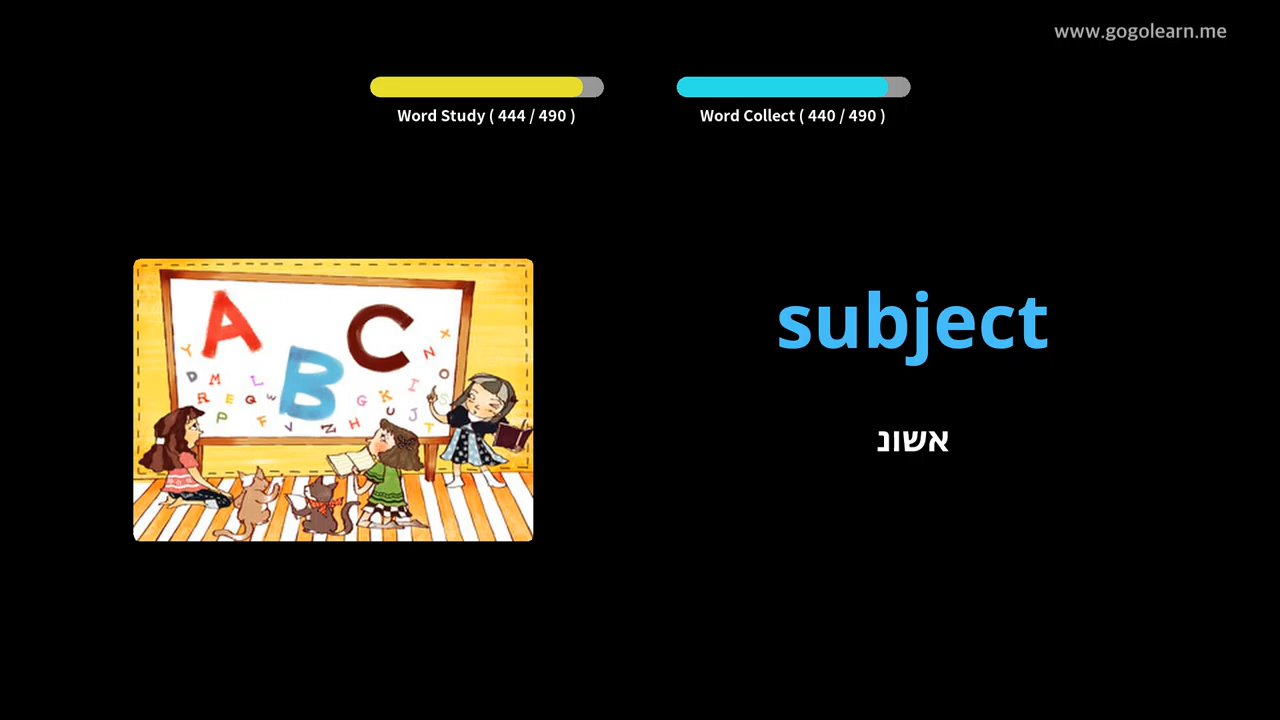 www.gogolearn.me
Word Study ( 444 / 490 )
Word Collect ( 440 / 490 )
A B C
X
Y N
D M L I O
R E Q W G K S
P F V Z H U J T
subject
אשונ